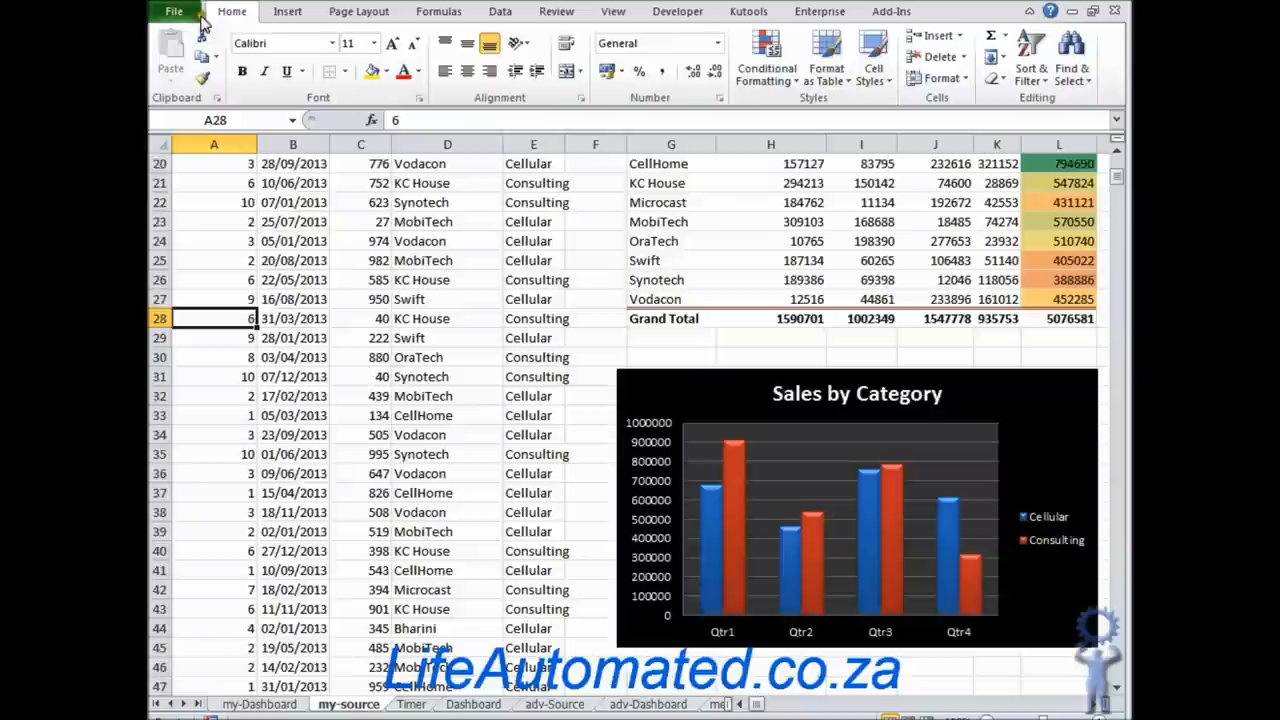 File Home Insert Page Layout Formulas Data Review View Developer Kutools Enterprise Add-Ins
Calibri 11 General Insert Delete Format
Paste B I U Conditional Formatting Format as Table Cell Styles Sort & Filter Find & Select
Clipboard Font Alignment Number Styles Cells Editing
A28 fx 6
A B C D E F G H I J K L
20 3 28/09/2013 776 Vodacon Cellular CellHome 157127 83795 232616 321152 794690
21 6 10/06/2013 752 KC House Consulting KC House 294213 150142 74600 28869 547824
22 10 07/01/2013 623 Synotech Consulting Microcast 184762 11134 192672 42553 431121
23 2 25/07/2013 27 MobiTech Cellular MobiTech 309103 168688 18485 74274 570550
24 3 05/01/2013 974 Vodacon Cellular OraTech 10765 198390 277653 23932 510740
25 2 20/08/2013 982 MobiTech Cellular Swift 187134 60265 106483 51140 405022
26 6 22/05/2013 585 KC House Consulting Synotech 189386 69398 12046 118056 388886
27 9 16/08/2013 950 Swift Cellular Vodacon 12516 44861 233896 161012 452285
28 6 31/03/2013 40 KC House Consulting Grand Total 1590701 1002349 1547778 935753 5076581
29 9 28/01/2013 222 Swift Cellular
30 8 03/04/2013 880 OraTech Consulting
31 10 07/12/2013 40 Synotech Consulting
32 2 17/02/2013 439 MobiTech Cellular
33 1 05/03/2013 134 CellHome Cellular
34 3 23/09/2013 505 Vodacon Cellular
35 10 01/06/2013 995 Synotech Consulting
36 3 09/06/2013 647 Vodacon Cellular
37 1 15/04/2013 826 CellHome Cellular
38 3 18/11/2013 508 Vodacon Cellular
39 2 02/01/2013 519 MobiTech Cellular
40 6 27/12/2013 398 KC House Consulting
41 1 10/09/2013 543 CellHome Cellular
42 7 18/02/2013 394 Microcast Consulting
43 6 11/11/2013 901 KC House Consulting
44 4 02/01/2013 345 Bharini Cellular
45 2 19/05/2013 485 MobiTech Cellular
46 2 14/02/2013 232 MobiTech Cellular
47 1 31/01/2013 959 CellHome Cellular
Sales by Category
1000000
900000
800000
700000
600000
500000
400000
300000
200000
100000
0
Qtr1 Qtr2 Qtr3 Qtr4
Cellular
Consulting
LifeAutomated.co.za
my-Dashboard my-source Timer Dashboard adv-Source adv-Dashboard